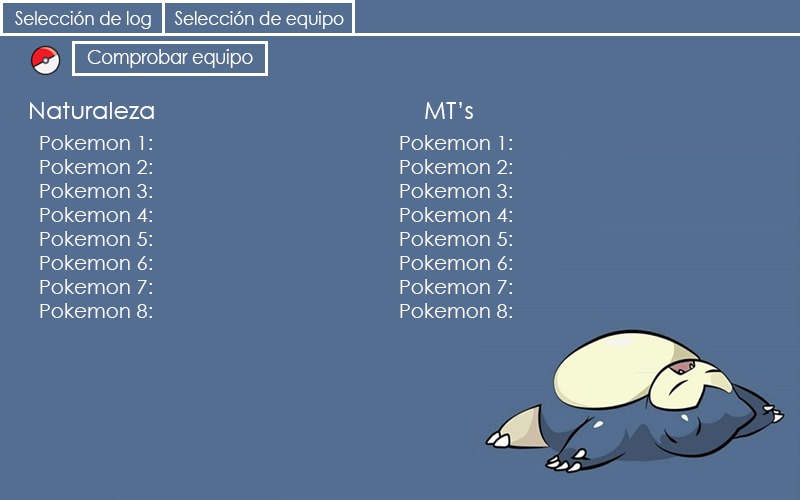 Selección de log
Selección de equipo
Comprobar equipo
Naturaleza
Pokemon 1:
Pokemon 2:
Pokemon 3:
Pokemon 4:
Pokemon 5:
Pokemon 6:
Pokemon 7:
Pokemon 8:
MT's
Pokemon 1:
Pokemon 2:
Pokemon 3:
Pokemon 4:
Pokemon 5:
Pokemon 6:
Pokemon 7:
Pokemon 8: